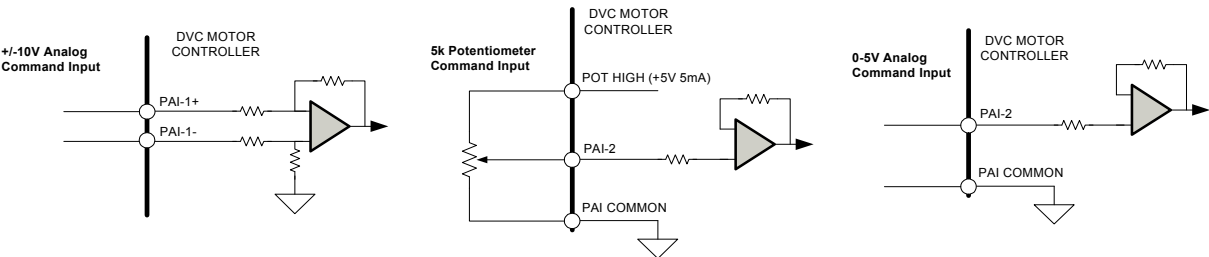 +/-10V Analog
Command Input
DVC MOTOR
CONTROLLER
PAI-1+
PAI-1-
5k Potentiometer
Command Input
DVC MOTOR
CONTROLLER
POT HIGH (+5V 5mA)
PAI-2
PAI COMMON
0-5V Analog
Command Input
DVC MOTOR
CONTROLLER
PAI-2
PAI COMMON